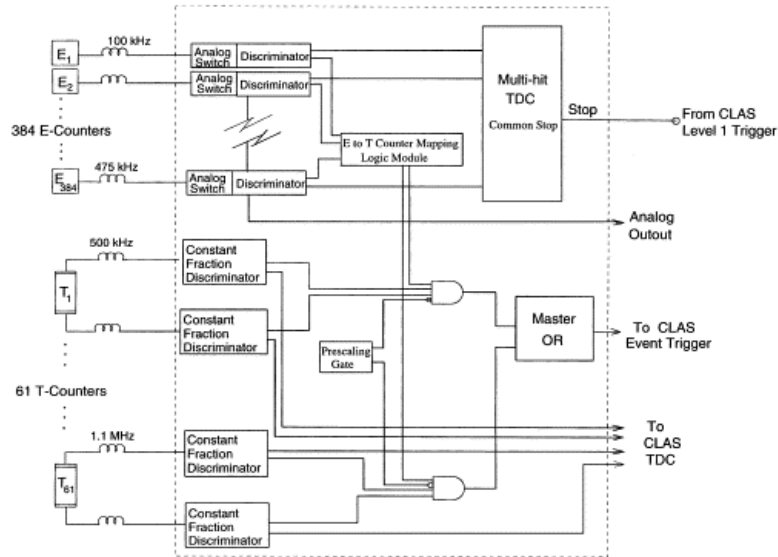 E1
100 kHz
Analog
Switch
Discriminator
E2
Analog
Switch
Discriminator
384 E-Counters
E to T Counter Mapping
Logic Module
Multi-hit
TDC
Common Stop
Stop
From CLAS
Level 1 Trigger
E384
475 kHz
Analog
Switch
Discriminator
Analog
Outout
500 kHz
Constant
Fraction
Discriminator
T1
Constant
Fraction
Discriminator
Prescaling
Gate
Master
OR
To CLAS
Event Trigger
61 T-Counters
1.1 MHz
Constant
Fraction
Discriminator
T61
Constant
Fraction
Discriminator
To
CLAS
TDC